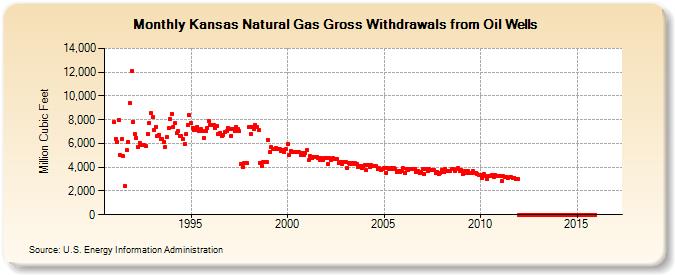 Monthly Kansas Natural Gas Gross Withdrawals from Oil Wells
Million Cubic Feet
14,000
12,000
10,000
8,000
6,000
4,000
2,000
0
1995 2000 2005 2010 2015
Source: U.S. Energy Information Administration